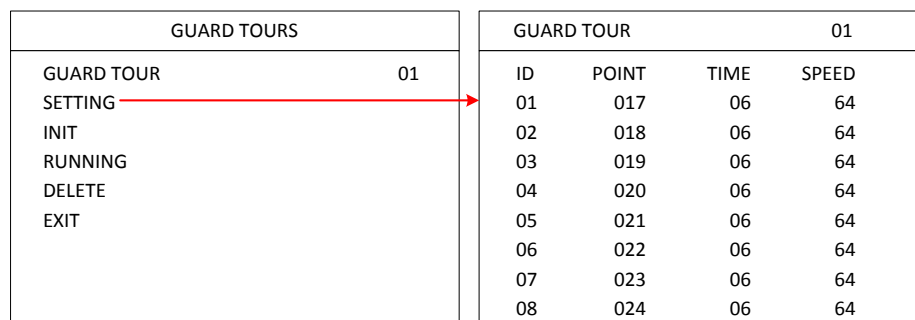 GUARD TOURS
GUARD TOUR 01
SETTING
INIT
RUNNING
DELETE
EXIT
GUARD TOUR 01
ID POINT TIME SPEED
01 017 06 64
02 018 06 64
03 019 06 64
04 020 06 64
05 021 06 64
06 022 06 64
07 023 06 64
08 024 06 64